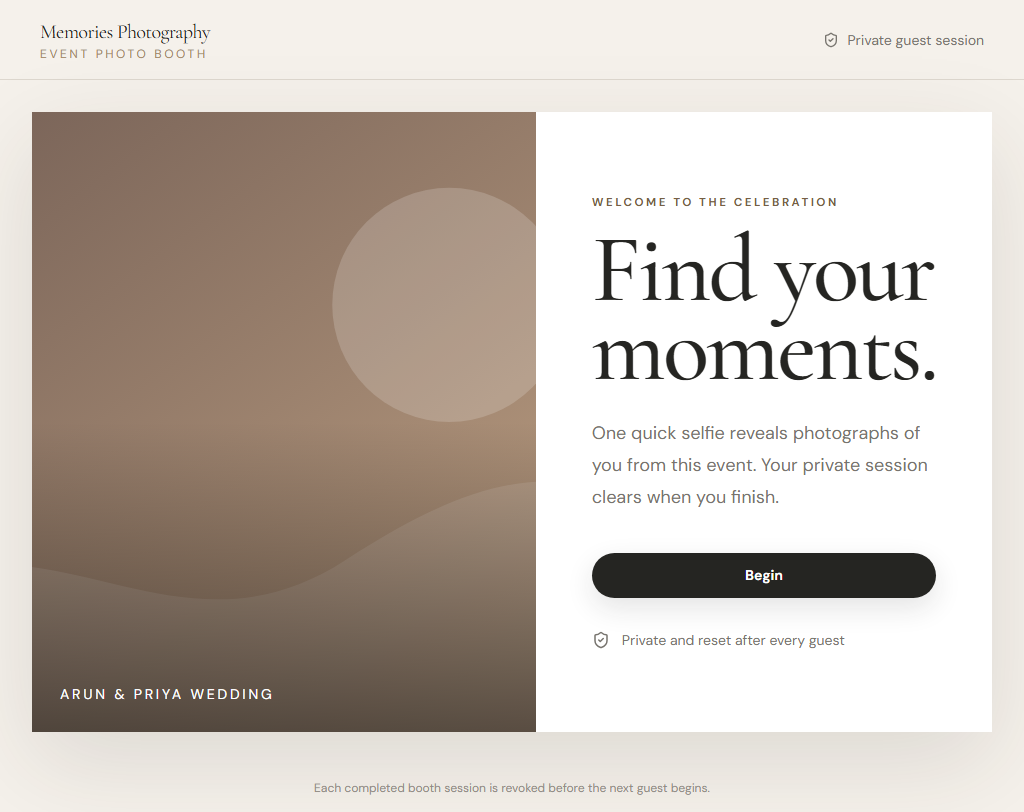 Memories Photography
EVENT PHOTO BOOTH
Private guest session
ARUN & PRIYA WEDDING
WELCOME TO THE CELEBRATION
Find your
moments.
One quick selfie reveals photographs of
you from this event. Your private session
clears when you finish.
Begin
Private and reset after every guest
Each completed booth session is revoked before the next guest begins.